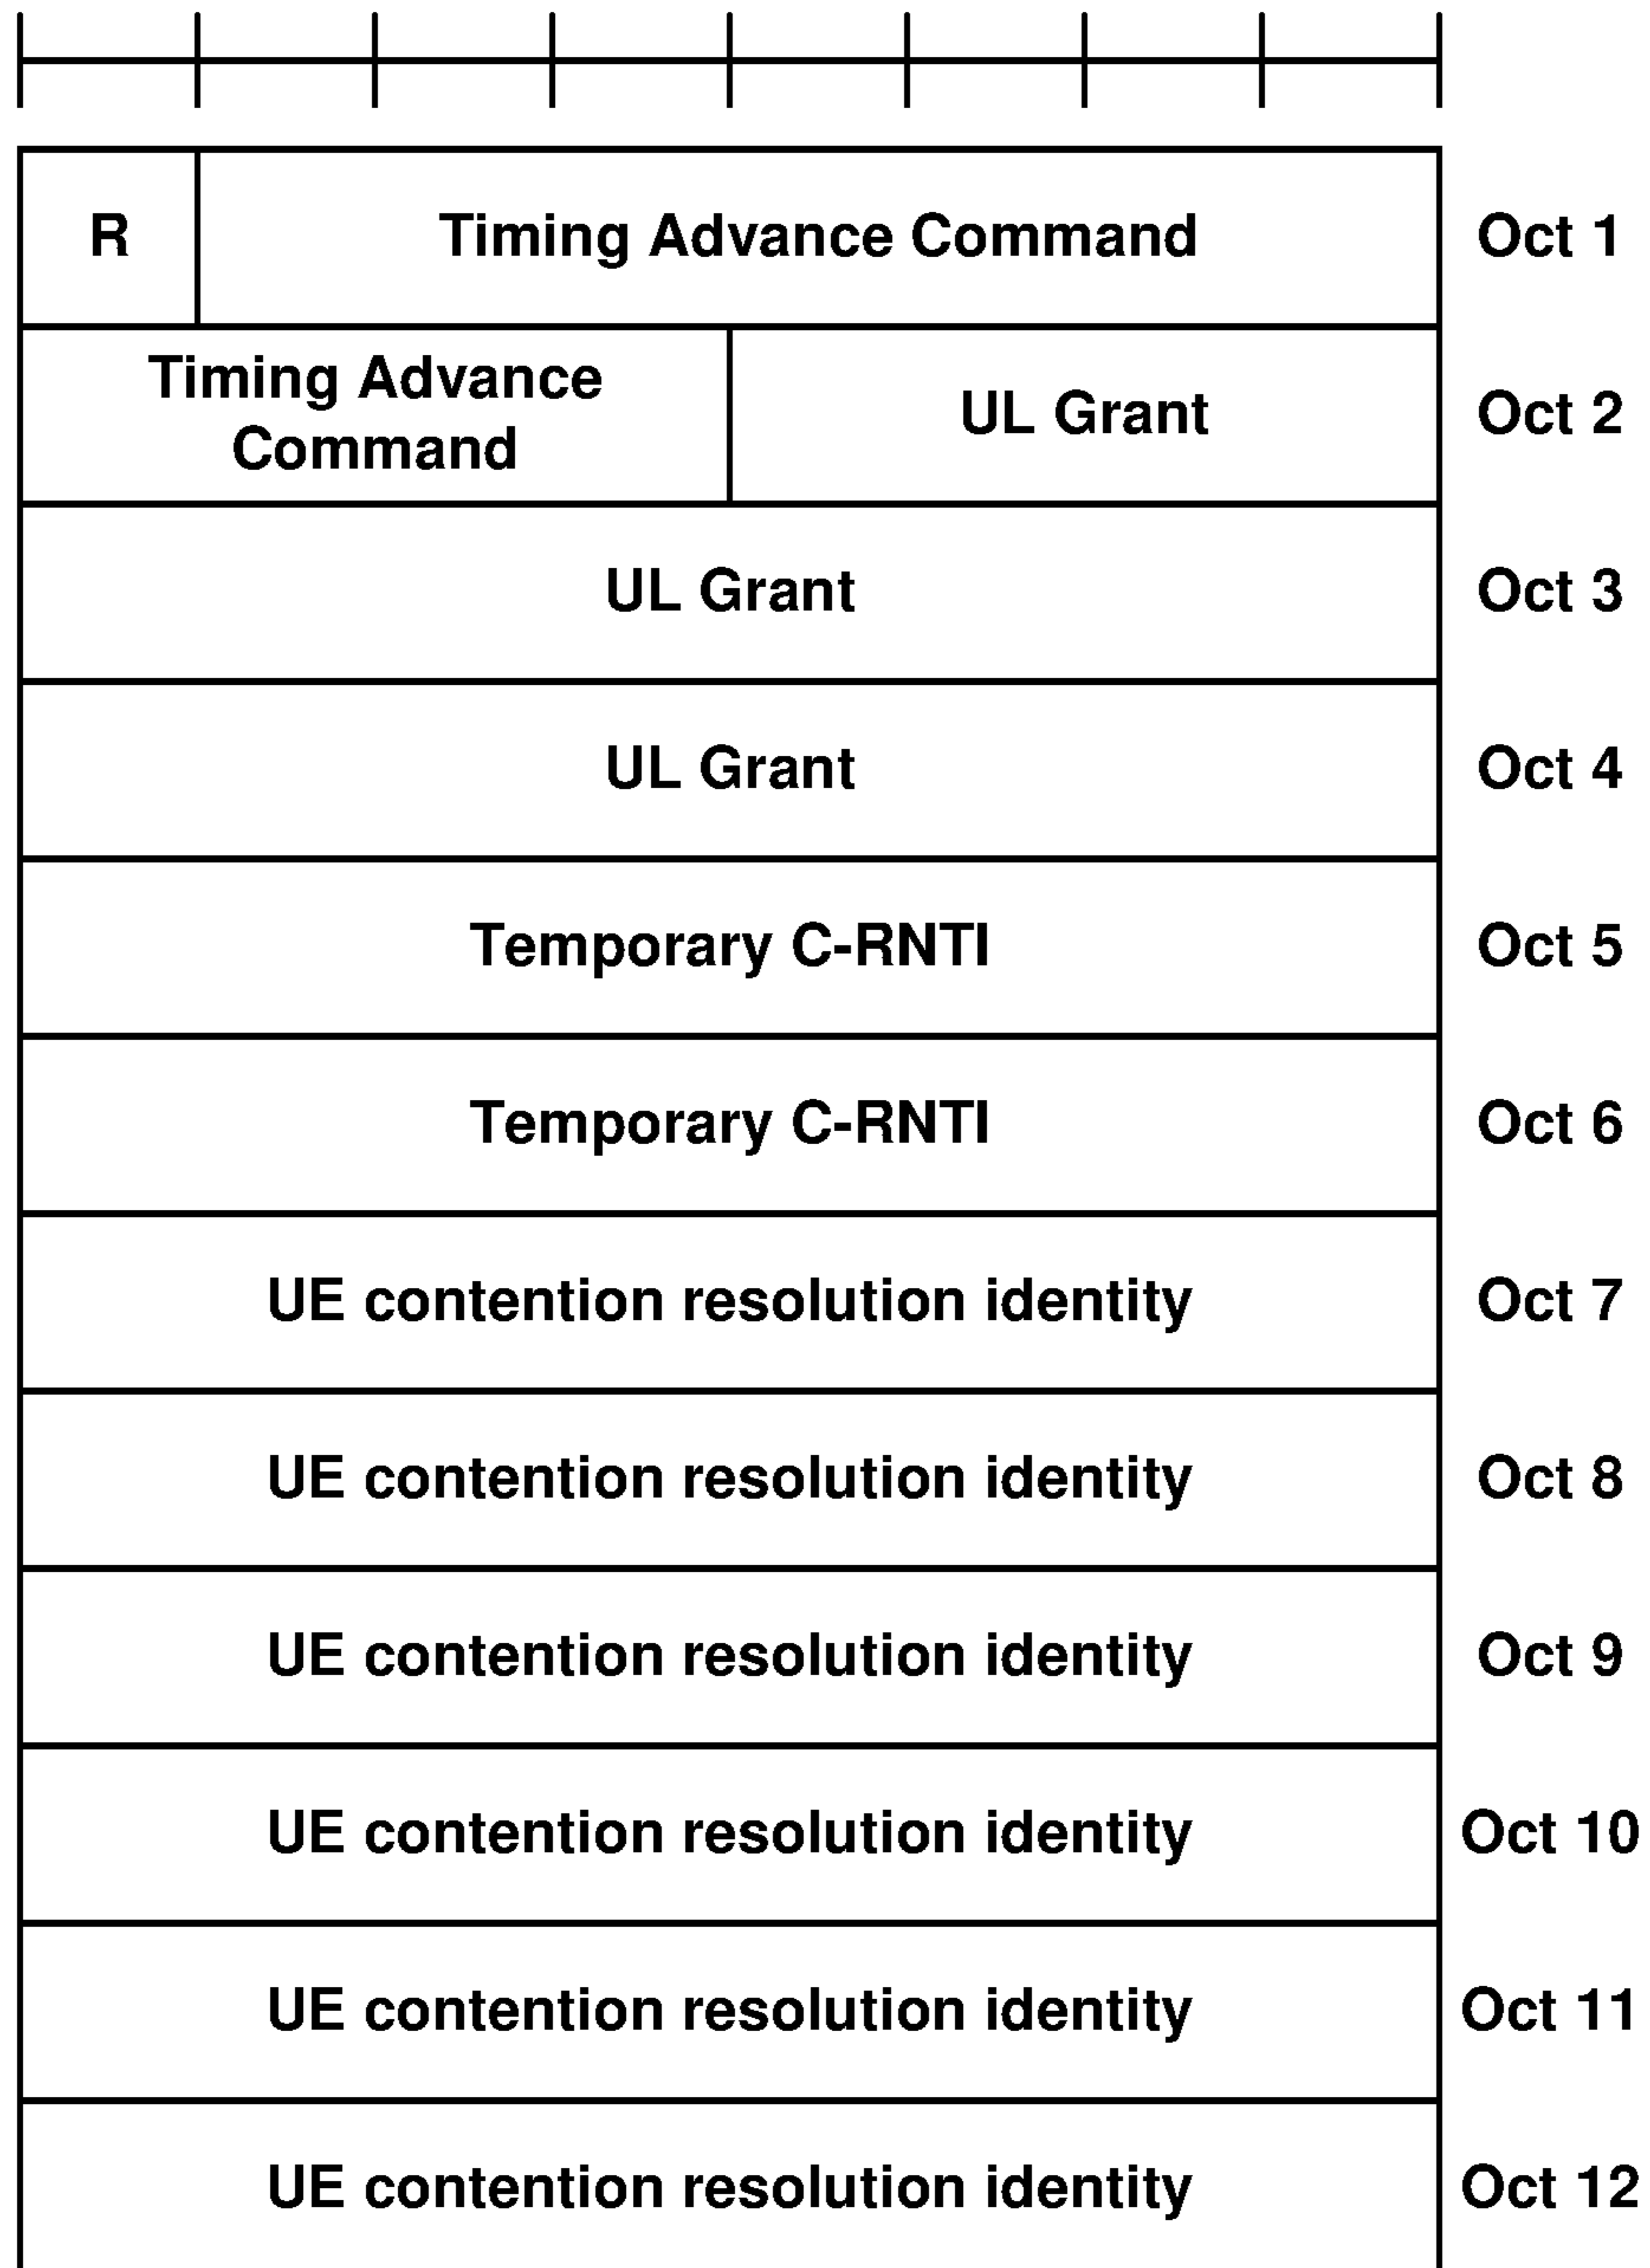 R Timing Advance Command Oct 1
Timing Advance
Command
UL Grant Oct 2
UL Grant Oct 3
UL Grant Oct 4
Temporary C-RNTI Oct 5
Temporary C-RNTI Oct 6
UE contention resolution identity Oct 7
UE contention resolution identity Oct 8
UE contention resolution identity Oct 9
UE contention resolution identity Oct 10
UE contention resolution identity Oct 11
UE contention resolution identity Oct 12